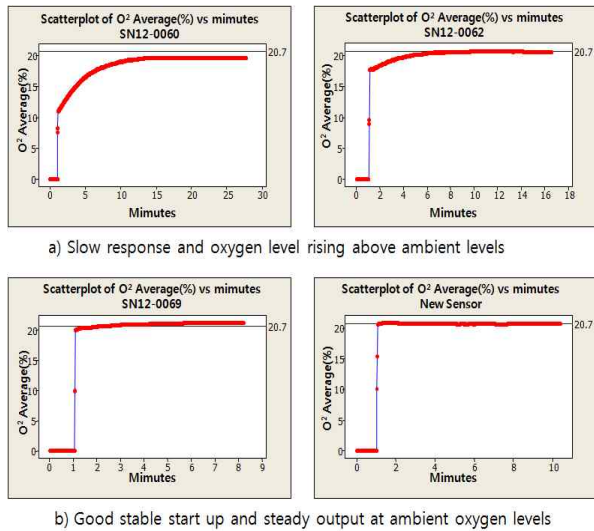 Scatterplot of O² Average(%) vs mimutes
SN12-0060
20.7
20
15
10
5
0
O² Average(%)
0 5 10 15 20 25 30
Mimutes
Scatterplot of O² Average(%) vs mimutes
SN12-0062
20.7
20
15
10
5
0
O² Average(%)
0 2 4 6 8 10 12 14 16 18
Mimutes
a) Slow response and oxygen level rising above ambient levels
Scatterplot of O² Average(%) vs mimutes
SN12-0069
20.7
20
15
10
5
0
O² Average(%)
0 1 2 3 4 5 6 7 8 9
Mimutes
Scatterplot of O² Average(%) vs mimutes
New Sensor
20.7
20
15
10
5
0
O² Average(%)
0 2 4 6 8 10
Mimutes
b) Good stable start up and steady output at ambient oxygen levels